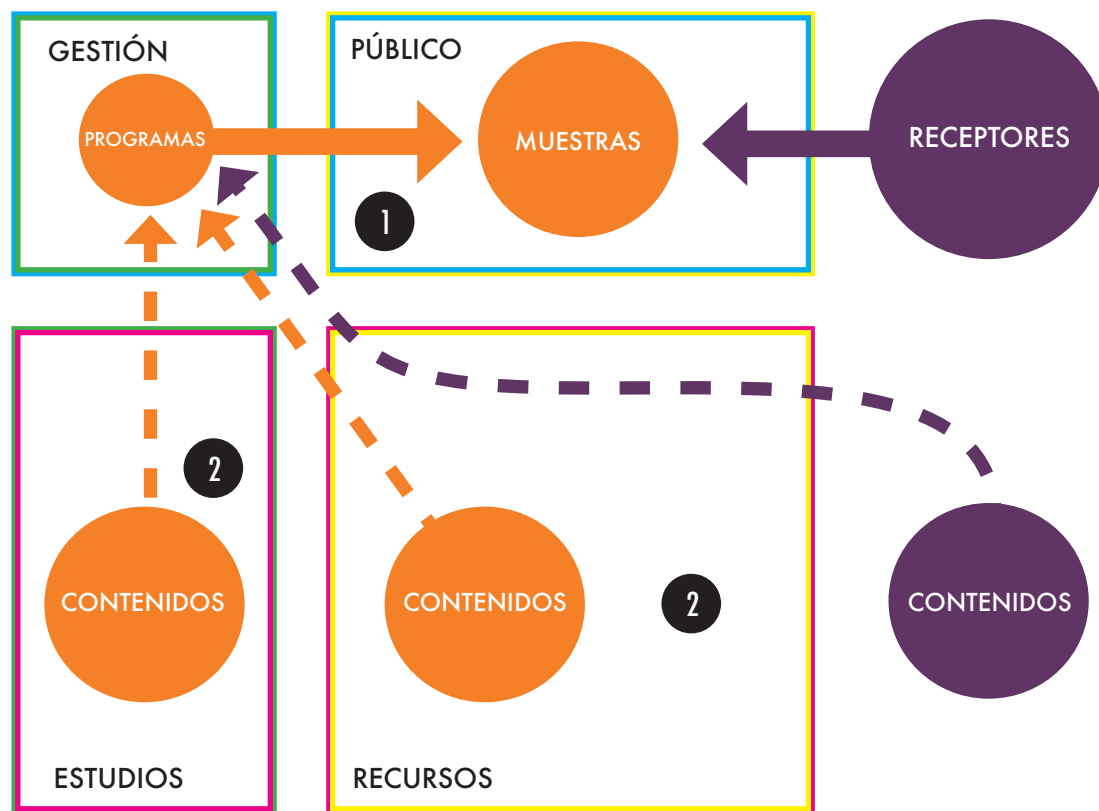 GESTIÓN
PÚBLICO
PROGRAMAS
MUESTRAS
RECEPTORES
1
2
CONTENIDOS
CONTENIDOS
2
CONTENIDOS
ESTUDIOS
RECURSOS